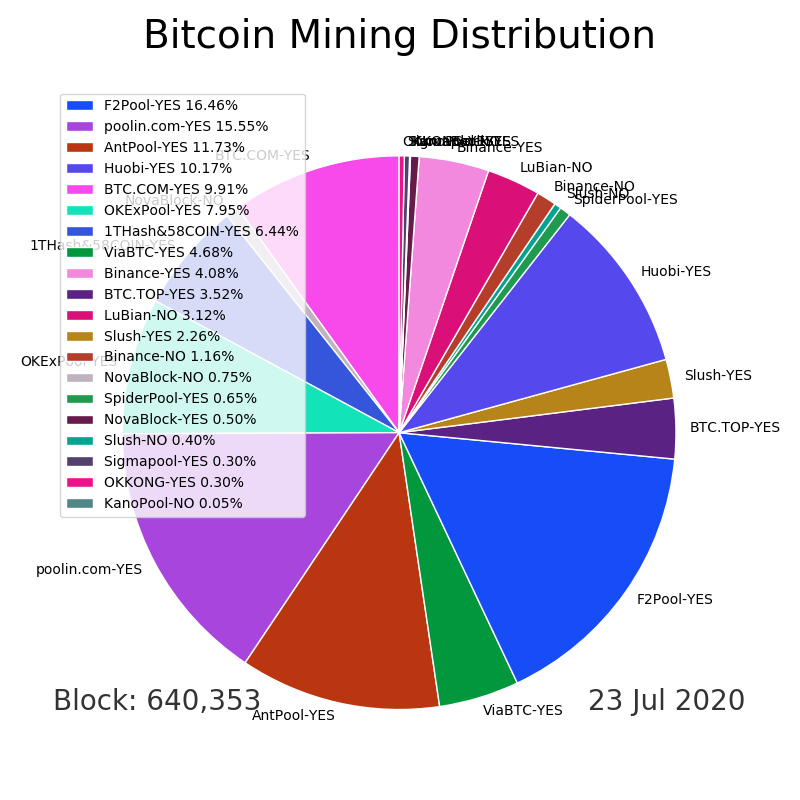 Bitcoin Mining Distribution
F2Pool-YES 16.46%
poolin.com-YES 15.55%
AntPool-YES 11.73%
Huobi-YES 10.17%
BTC.COM-YES 9.91%
OKExPool-YES 7.95%
1THash&58COIN-YES 6.44%
ViaBTC-YES 4.68%
Binance-YES 4.08%
BTC.TOP-YES 3.52%
LuBian-NO 3.12%
Slush-YES 2.26%
Binance-NO 1.16%
NovaBlock-NO 0.75%
SpiderPool-YES 0.65%
NovaBlock-YES 0.50%
Slush-NO 0.40%
Sigmapool-YES 0.30%
OKKONG-YES 0.30%
KanoPool-NO 0.05%
BTC.COM-YES
NovaBlock-NO
1THash&58COIN-YES
OKExPool-YES
poolin.com-YES
AntPool-YES
ViaBTC-YES
F2Pool-YES
BTC.TOP-YES
Slush-YES
Huobi-YES
SpiderPool-YES
Slush-NO
Binance-NO
LuBian-NO
Binance-YES
Block: 640,353
23 Jul 2020